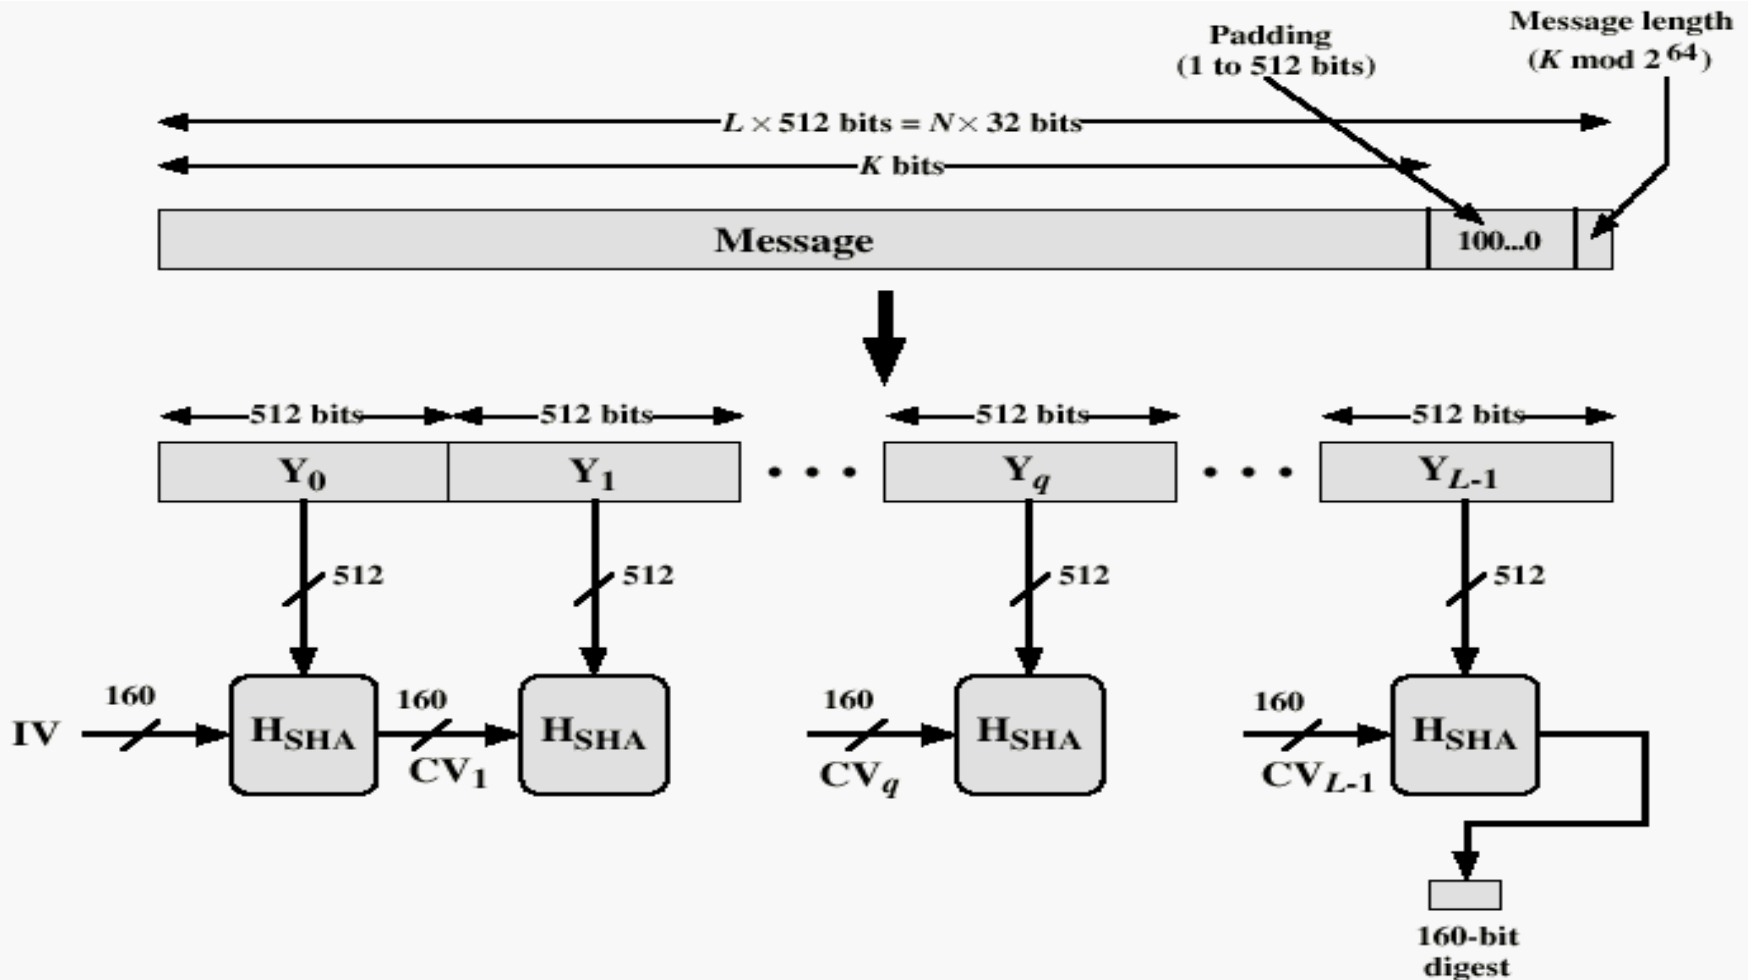 Padding
(1 to 512 bits)
Message length
(K mod 2^64)
L × 512 bits = N × 32 bits
K bits
Message
100...0
512 bits
512 bits
512 bits
512 bits
Y0
Y1
• • •
Yq
• • •
YL-1
512
512
512
512
160
160
160
160
IV
HSHA
HSHA
HSHA
HSHA
CV1
CVq
CVL-1
160-bit
digest